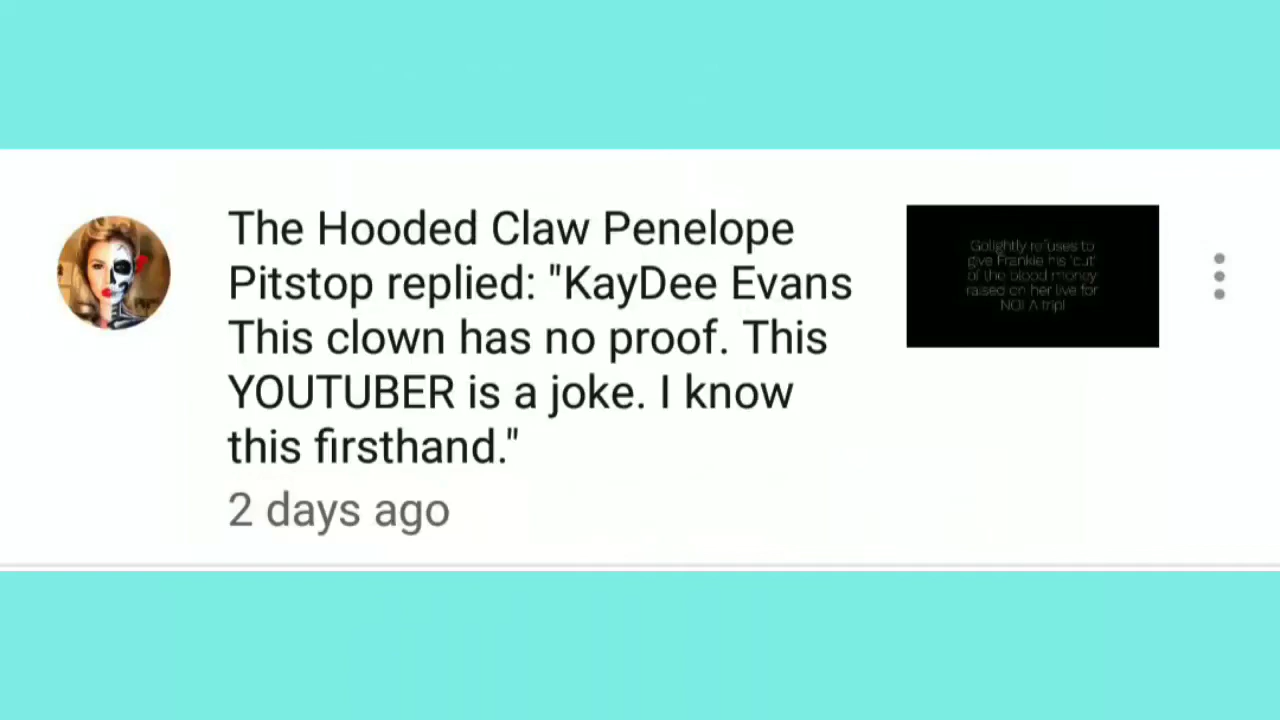 The Hooded Claw Penelope
Pitstop replied: "KayDee Evans
This clown has no proof. This
YOUTUBER is a joke. I know
this firsthand."
2 days ago
Golightly refuses to
give Frankie his 'cut'
of the blood money
raised on her live for
NOLA trip!